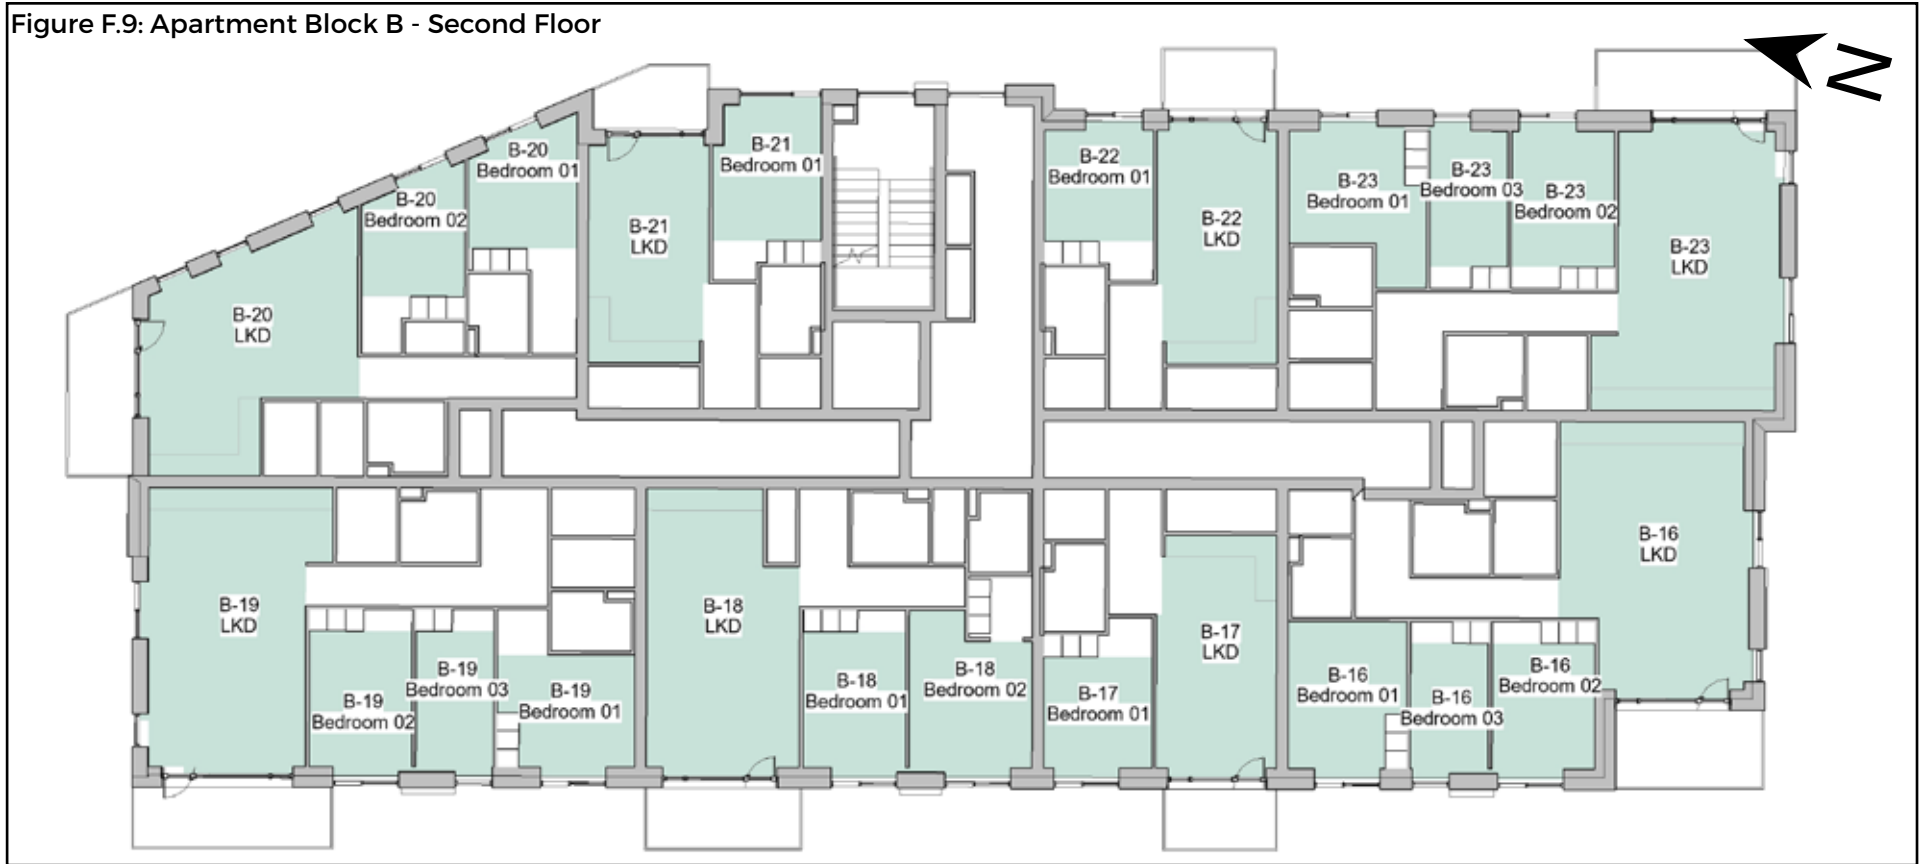 Figure F.9: Apartment Block B - Second Floor
N
B-20
Bedroom 01
B-20
Bedroom 02
B-20
LKD
B-21
LKD
B-21
Bedroom 01
B-22
Bedroom 01
B-22
LKD
B-23
Bedroom 01
B-23
Bedroom 03
B-23
Bedroom 02
B-23
LKD
B-19
LKD
B-19
Bedroom 02
B-19
Bedroom 03
B-19
Bedroom 01
B-18
LKD
B-18
Bedroom 01
B-18
Bedroom 02
B-17
Bedroom 01
B-17
LKD
B-16
Bedroom 01
B-16
Bedroom 03
B-16
Bedroom 02
B-16
LKD